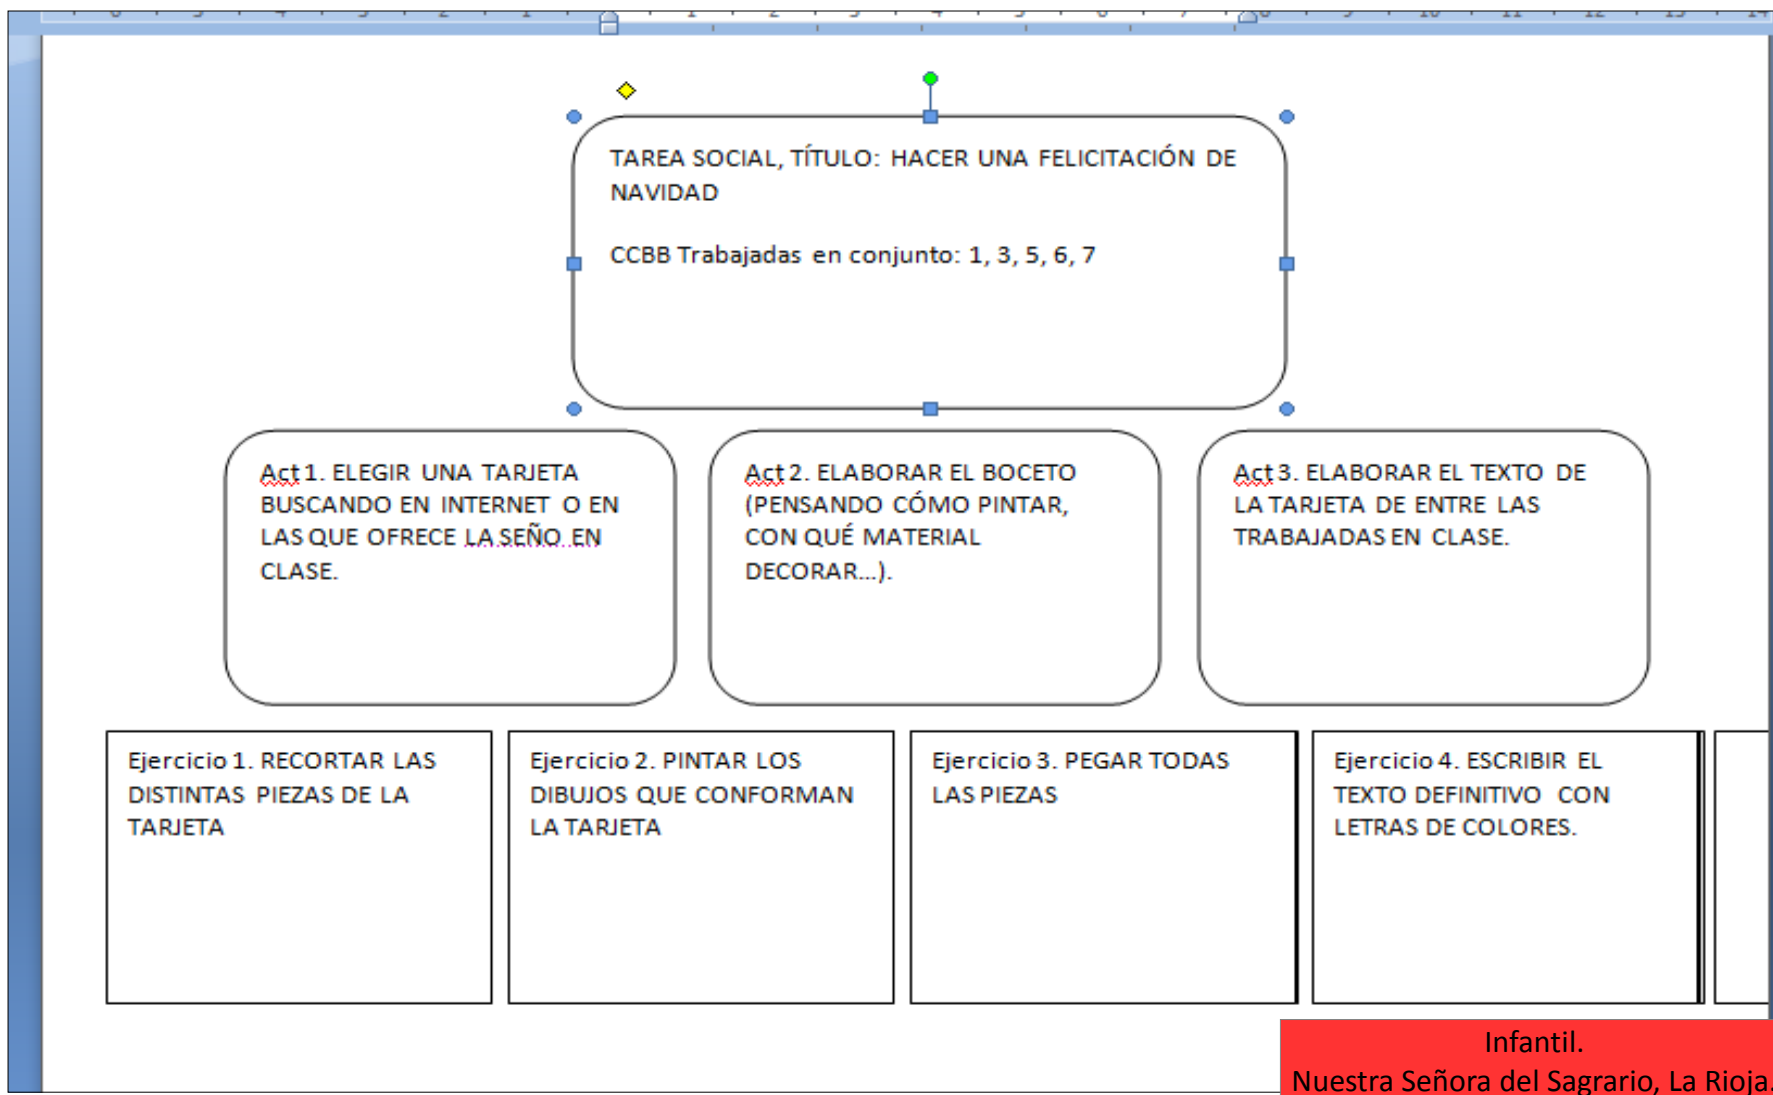 TAREA SOCIAL, TÍTULO: HACER UNA FELICITACIÓN DE
NAVIDAD
CCBB Trabajadas en conjunto: 1, 3, 5, 6, 7
Act 1. ELEGIR UNA TARJETA
BUSCANDO EN INTERNET O EN
LAS QUE OFRECE LA SEÑO EN
CLASE.
Act 2. ELABORAR EL BOCETO
(PENSANDO CÓMO PINTAR,
CON QUÉ MATERIAL
DECORAR...).
Act 3. ELABORAR EL TEXTO DE
LA TARJETA DE ENTRE LAS
TRABAJADAS EN CLASE.
Ejercicio 1. RECORTAR LAS
DISTINTAS PIEZAS DE LA
TARJETA
Ejercicio 2. PINTAR LOS
DIBUJOS QUE CONFORMAN
LA TARJETA
Ejercicio 3. PEGAR TODAS
LAS PIEZAS
Ejercicio 4. ESCRIBIR EL
TEXTO DEFINITIVO CON
LETRAS DE COLORES.
Infantil.
Nuestra Señora del Sagrario, La Rioja.